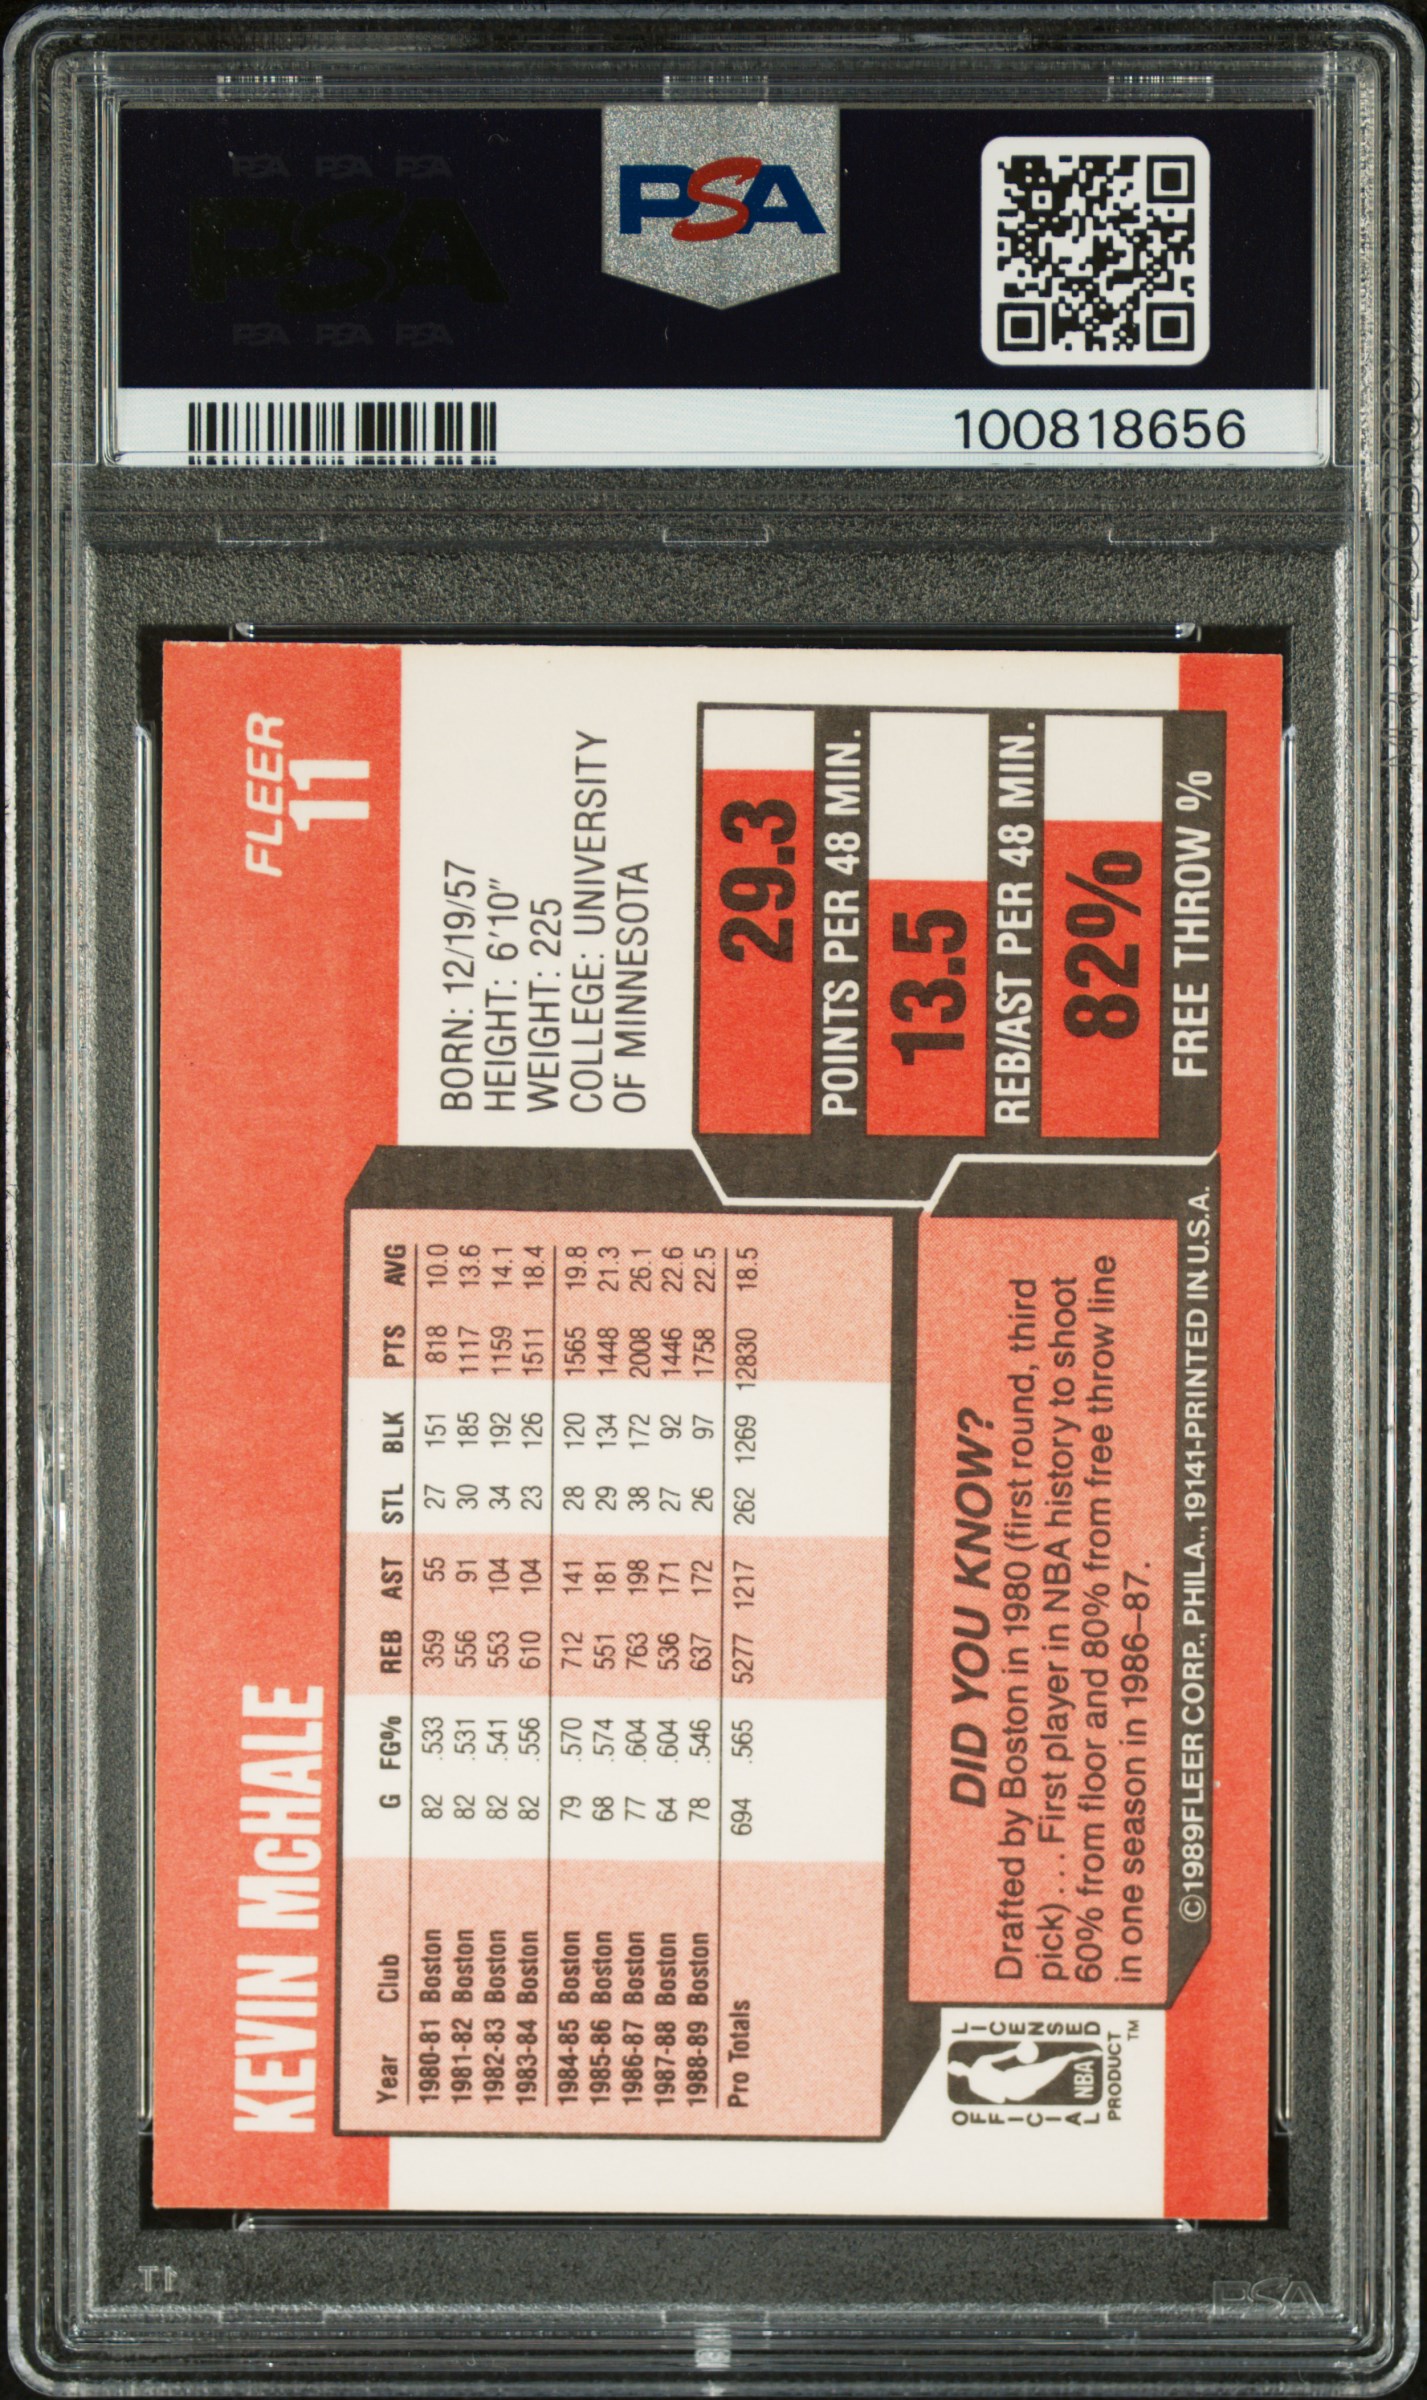 PSA PSA PSA
PSA
PSA PSA PSA
PSA
100818656
FLEER
11
KEVIN McHALE
BORN: 12/19/57
HEIGHT: 6'10"
WEIGHT: 225
COLLEGE: UNIVERSITY
OF MINNESOTA
Year Club G FG% REB AST STL BLK PTS AVG
1980-81 Boston 82 .533 359 55 27 151 818 10.0
1981-82 Boston 82 .531 556 91 30 185 1117 13.6
1982-83 Boston 82 .541 553 104 34 192 1159 14.1
1983-84 Boston 82 .556 610 104 23 126 1511 18.4
1984-85 Boston 79 .570 712 141 28 120 1565 19.8
1985-86 Boston 68 .574 551 181 29 134 1448 21.3
1986-87 Boston 77 .604 763 198 38 172 2008 26.1
1987-88 Boston 64 .604 536 171 27 92 1446 22.6
1988-89 Boston 78 .546 637 172 26 97 1758 22.5
Pro Totals 694 .565 5277 1217 262 1269 12830 18.5
29.3
POINTS PER 48 MIN.
13.5
REB/AST PER 48 MIN.
82%
FREE THROW %
DID YOU KNOW?
Drafted by Boston in 1980 (first round, third
pick) . . . First player in NBA history to shoot
60% from floor and 80% from free throw line
in one season in 1986–87.
OFFICIAL LICENSED
NBA
PRODUCT™
©1989FLEER CORP., PHILA., 19141-PRINTED IN U.S.A.
PSA